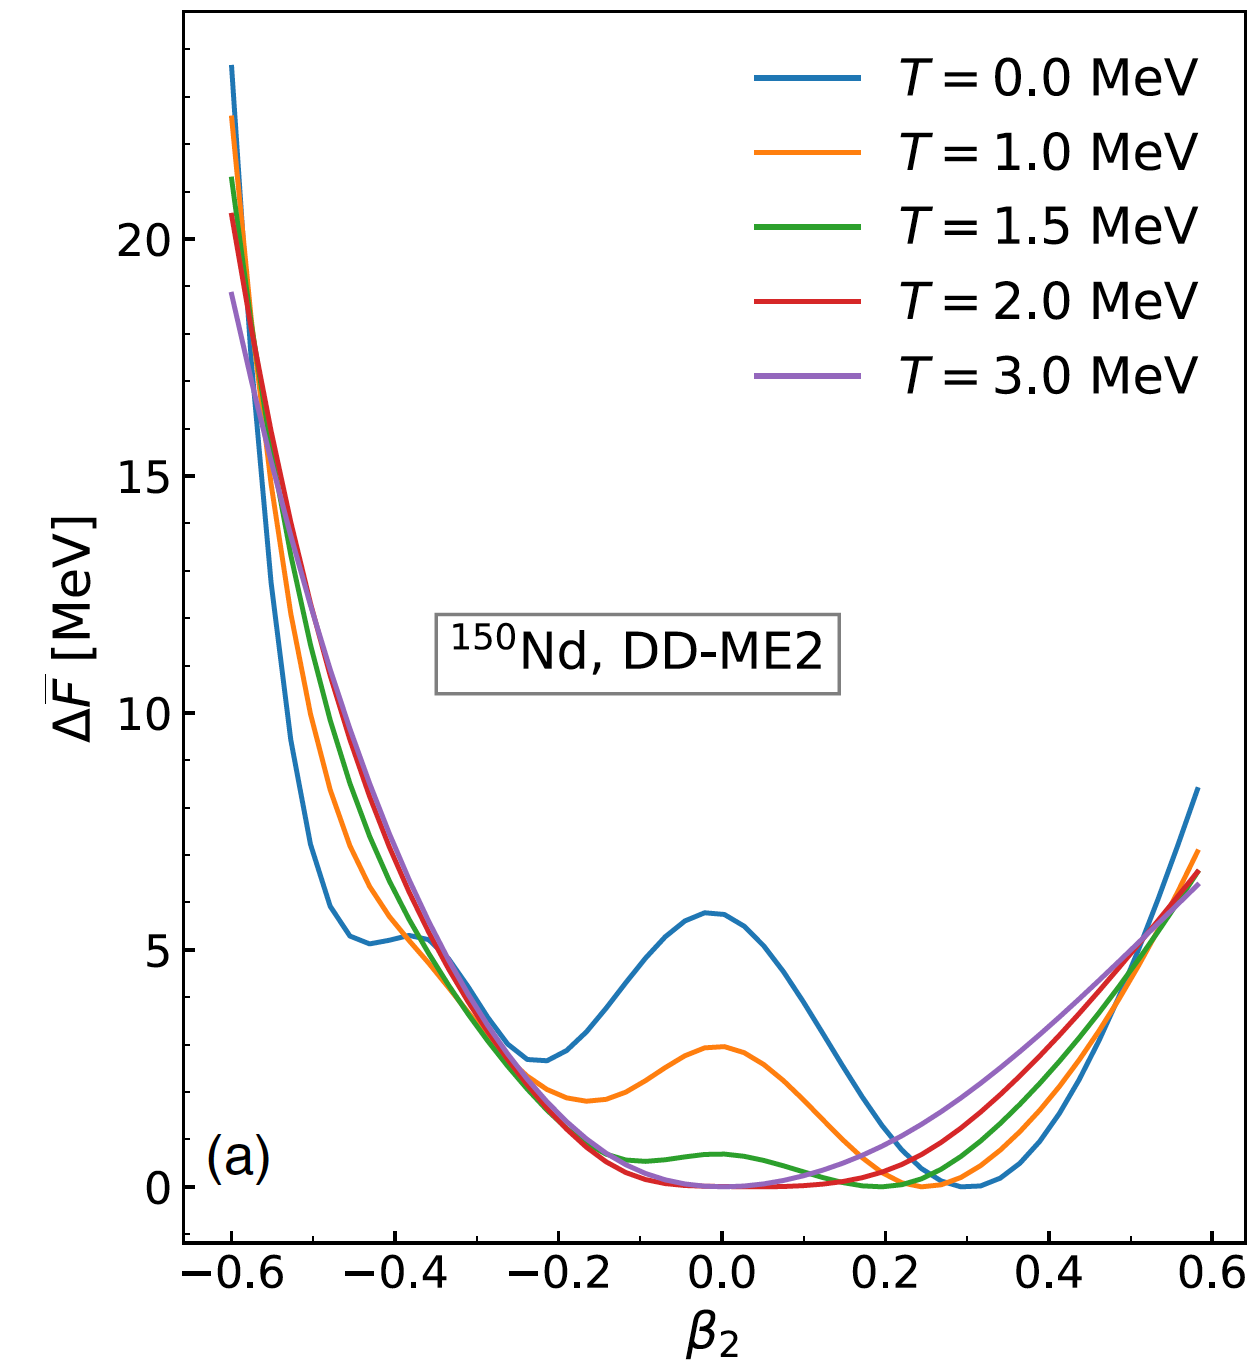 T = 0.0 MeV
T = 1.0 MeV
T = 1.5 MeV
T = 2.0 MeV
T = 3.0 MeV
20
15
10
5
0
ΔF̅ [MeV]
¹⁵⁰Nd, DD-ME2
(a)
−0.6 −0.4 −0.2 0.0 0.2 0.4 0.6
β₂